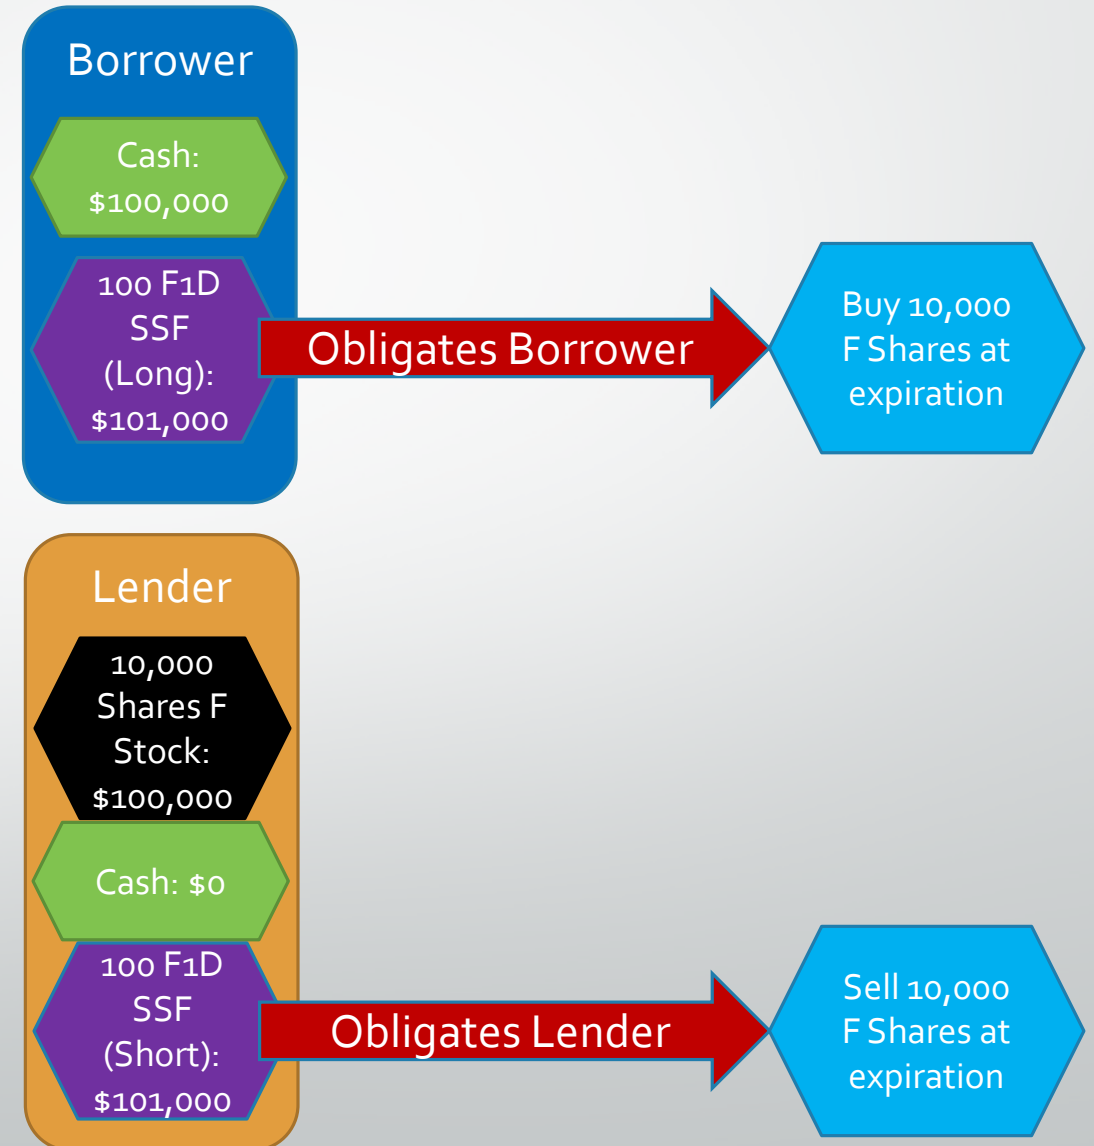 Borrower
Cash:
$100,000
100 F1D
SSF
(Long):
$101,000
Obligates Borrower
Buy 10,000
F Shares at
expiration
Lender
10,000
Shares F
Stock:
$100,000
Cash: $0
100 F1D
SSF
(Short):
$101,000
Obligates Lender
Sell 10,000
F Shares at
expiration